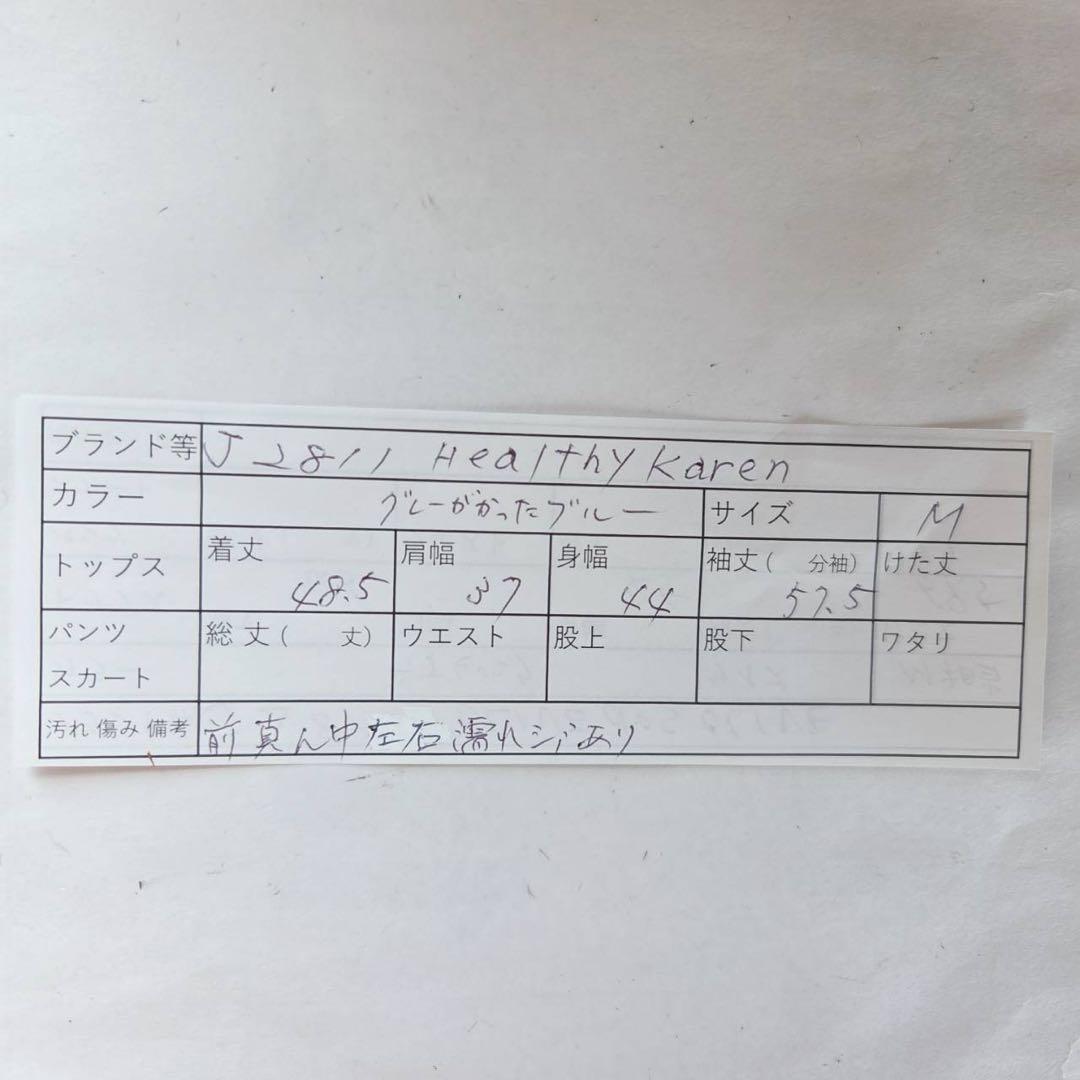 ブランド等 J2811 Healthy Karen
カラー グレーがかったブルー サイズ M
トップス 着丈 48.5 肩幅 37 身幅 44 袖丈( 分袖) 57.5 けた丈
パンツ スカート 総丈( 丈) ウエスト 股上 股下 ワタリ
汚れ 傷み 備考 前真ん中左右濡れジミあり